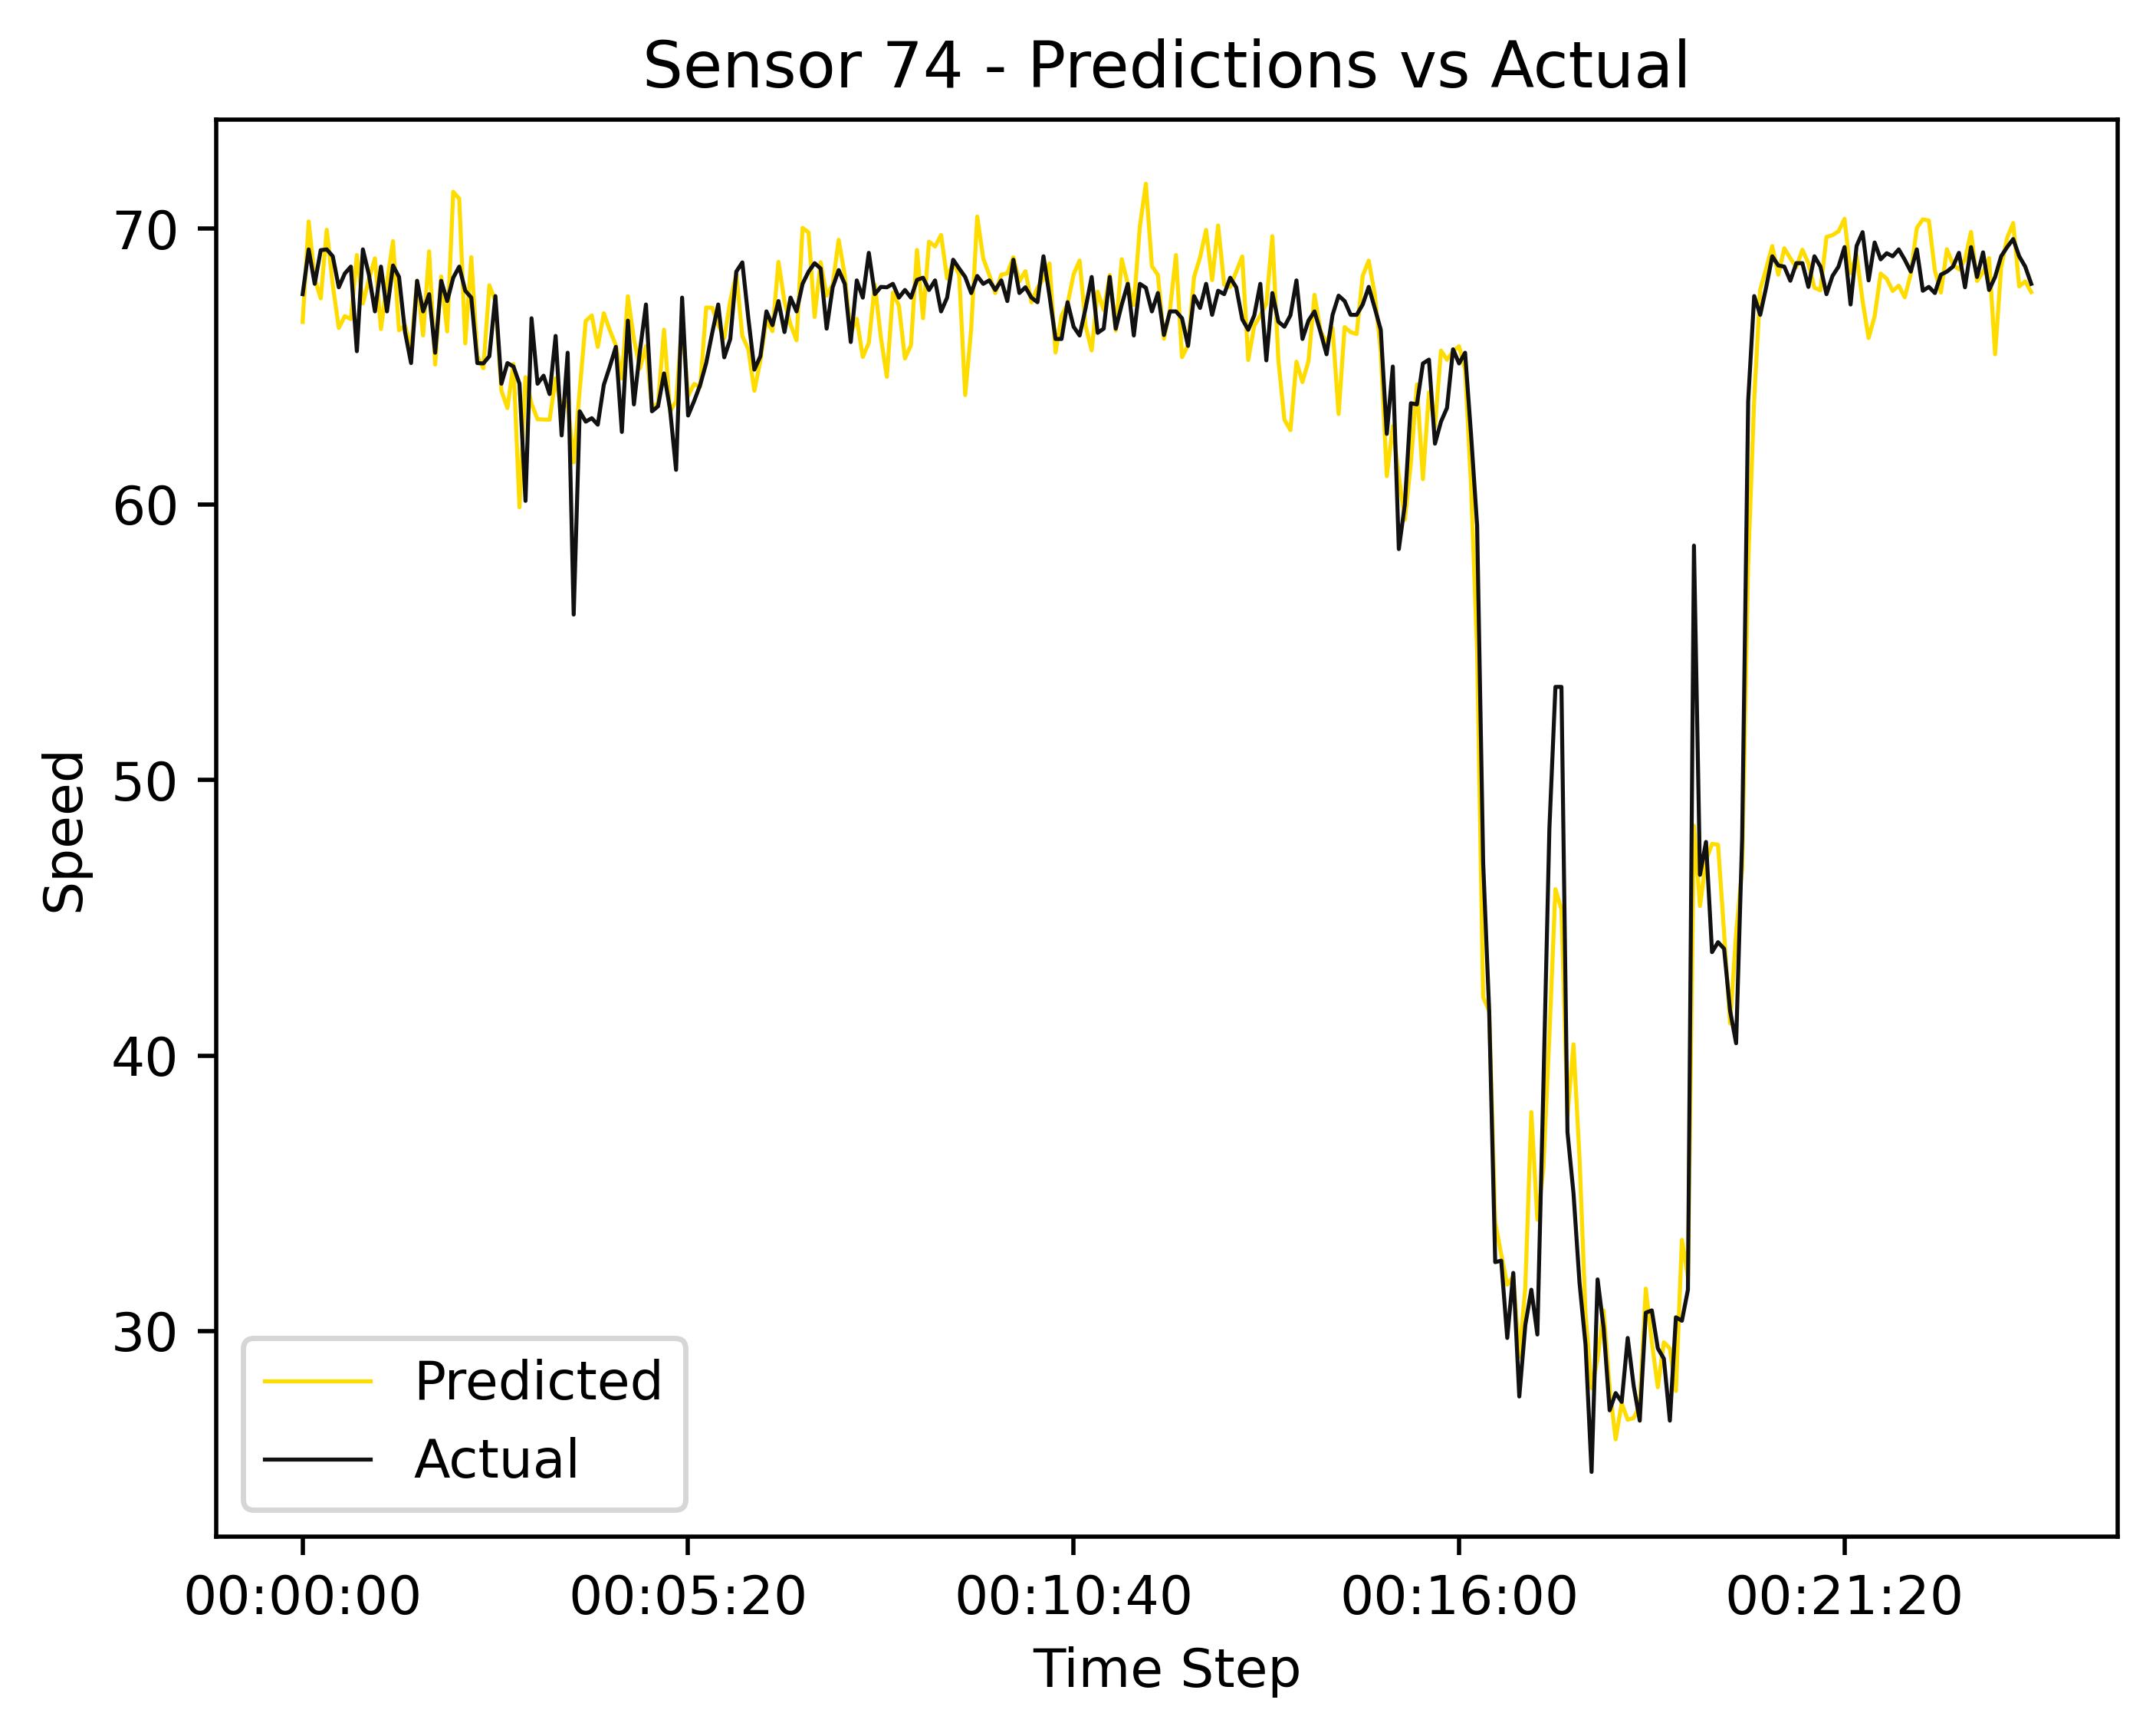 Sensor 74 - Predictions vs Actual
70
60
50
40
30
Speed
Predicted
Actual
00:00:00 00:05:20 00:10:40 00:16:00 00:21:20
Time Step